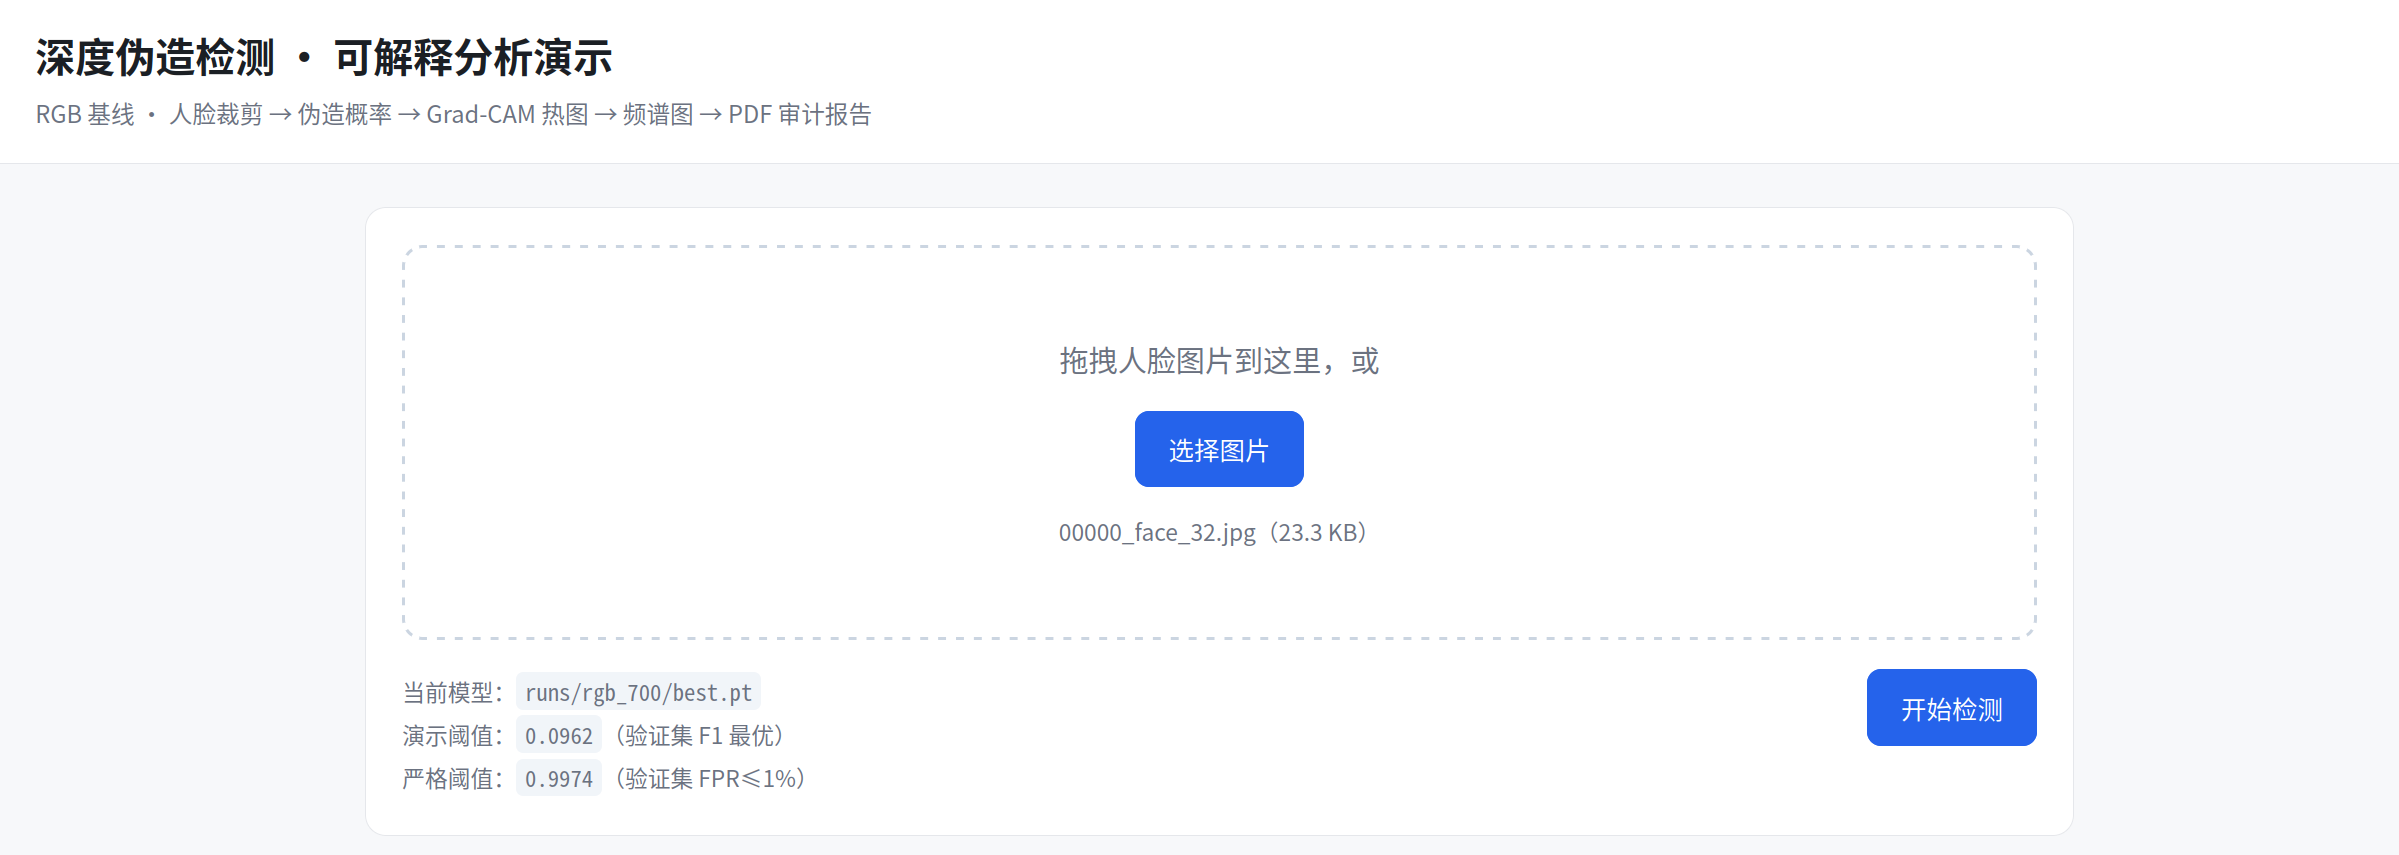 深度伪造检测 · 可解释分析演示
RGB 基线 · 人脸裁剪 → 伪造概率 → Grad-CAM 热图 → 频谱图 → PDF 审计报告
拖拽人脸图片到这里，或
选择图片
00000_face_32.jpg（23.3 KB）
当前模型：runs/rgb_700/best.pt
演示阈值：0.0962（验证集 F1 最优）
严格阈值：0.9974（验证集 FPR≤1%）
开始检测